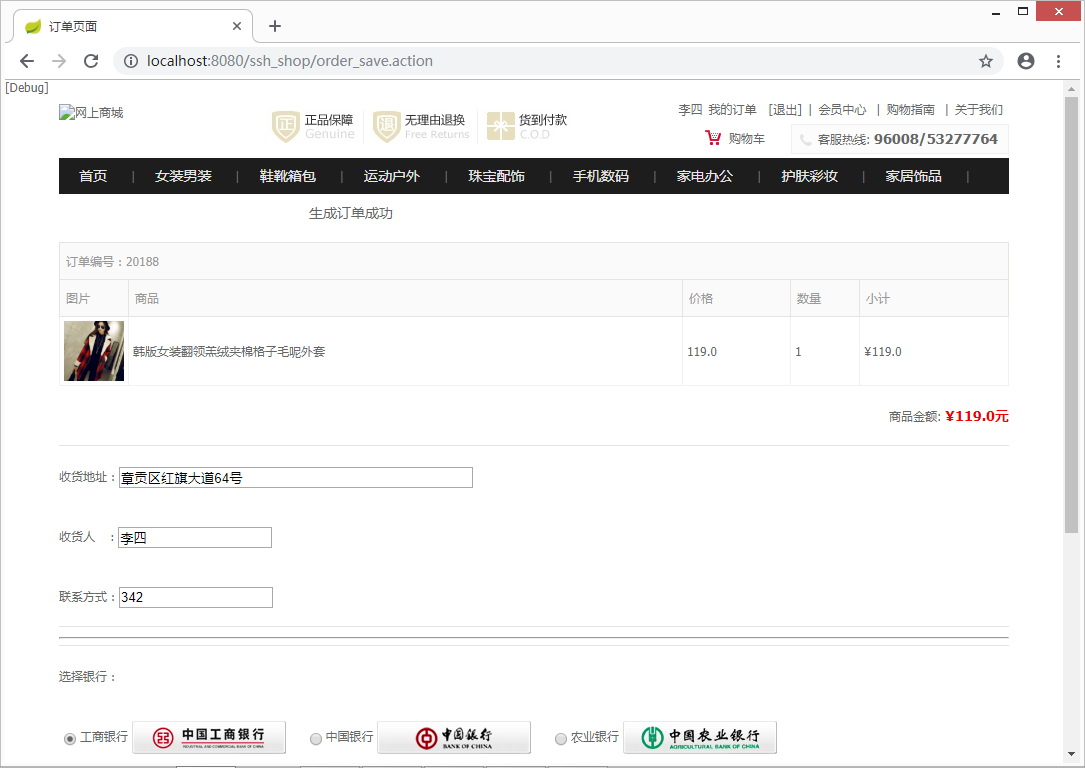 订单页面
localhost:8080/ssh_shop/order_save.action
[Debug]
网上商城
正 正品保障 Genuine
退 无理由退换 Free Returns
货到付款 C.O.D
李四 我的订单 [退出] | 会员中心 | 购物指南 | 关于我们
购物车 客服热线: 96008/53277764
首页 | 女装男装 | 鞋靴箱包 | 运动户外 | 珠宝配饰 | 手机数码 | 家电办公 | 护肤彩妆 | 家居饰品 |
生成订单成功
订单编号：20188
图片 商品 价格 数量 小计
韩版女装翻领羔绒夹棉格子毛呢外套 119.0 1 ¥119.0
商品金额: ¥119.0元
收货地址：章贡区红旗大道64号
收货人 ：李四
联系方式：342
选择银行：
工商银行 中国工商银行 INDUSTRIAL AND COMMERCIAL BANK OF CHINA 中国银行 中国银行 BANK OF CHINA 农业银行 中国农业银行 AGRICULTURAL BANK OF CHINA